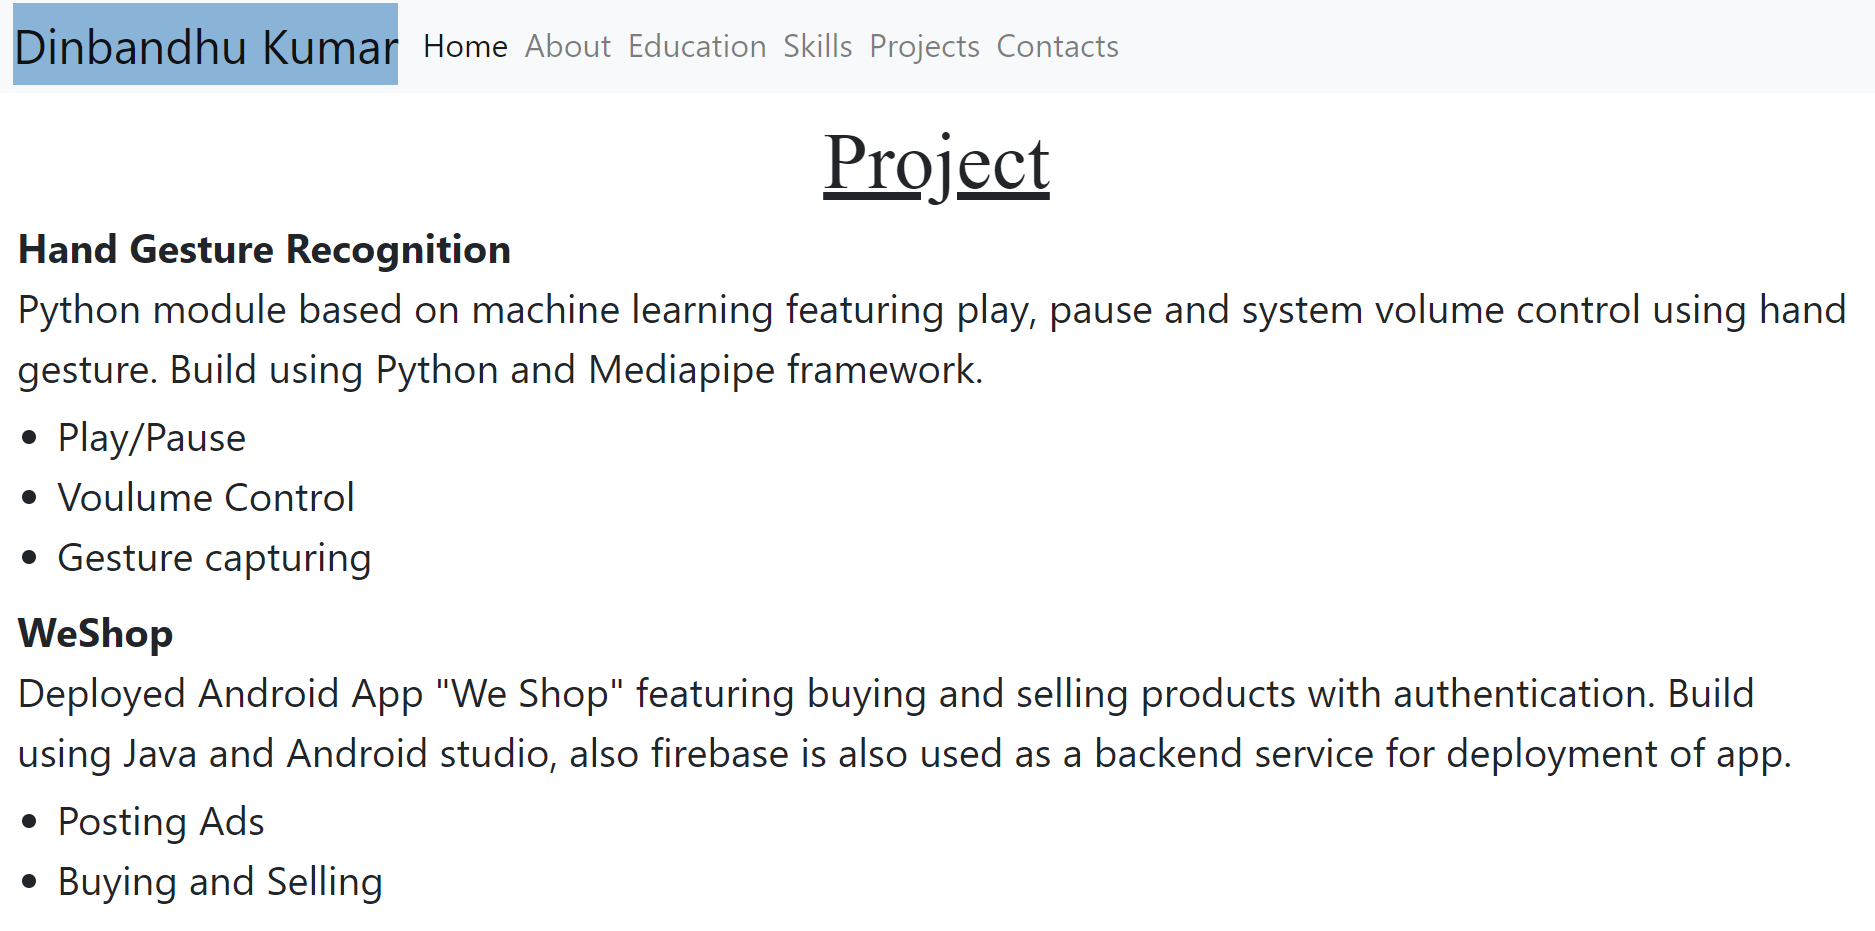 Dinbandhu Kumar Home About Education Skills Projects Contacts
Project
Hand Gesture Recognition
Python module based on machine learning featuring play, pause and system volume control using hand
gesture. Build using Python and Mediapipe framework.
• Play/Pause
• Voulume Control
• Gesture capturing
WeShop
Deployed Android App "We Shop" featuring buying and selling products with authentication. Build
using Java and Android studio, also firebase is also used as a backend service for deployment of app.
• Posting Ads
• Buying and Selling